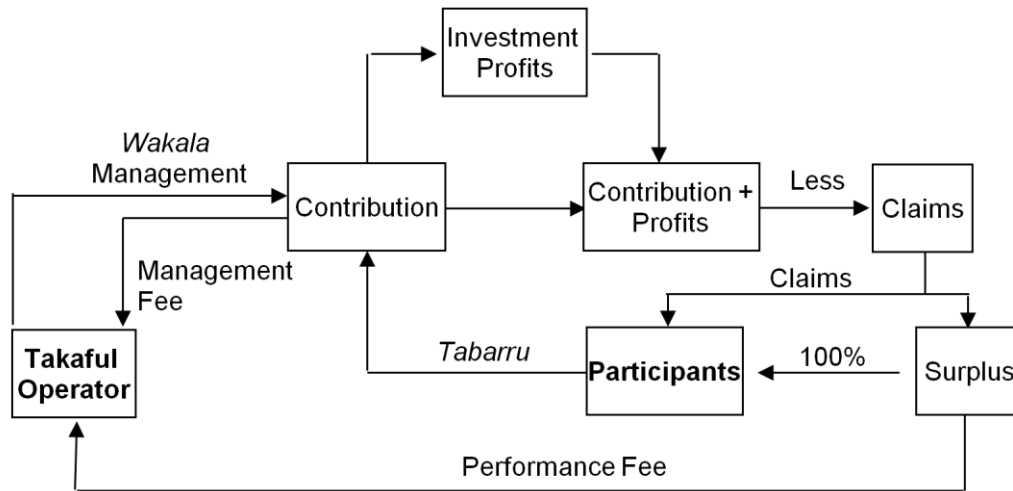 Investment
Profits
Wakala
Management
Contribution
Contribution +
Profits
Less
Claims
Management
Fee
Claims
Takaful
Operator
Tabarru
Participants
100%
Surplus
Performance Fee